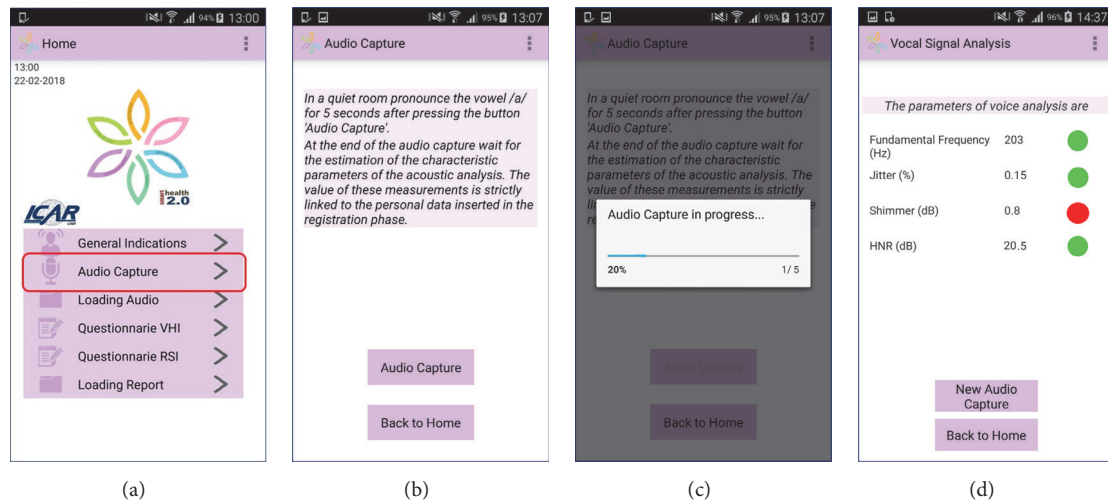 94% 13:00
Home
13:00
22-02-2018
smart health
2.0
ICAR
CNR
General Indications
Audio Capture
Loading Audio
Questionnarie VHI
Questionnarie RSI
Loading Report
(a)
95% 13:07
Audio Capture
In a quiet room pronounce the vowel /a/
for 5 seconds after pressing the button
'Audio Capture'.
At the end of the audio capture wait for
the estimation of the characteristic
parameters of the acoustic analysis. The
value of these measurements is strictly
linked to the personal data inserted in the
registration phase.
Audio Capture
Back to Home
(b)
95% 13:07
Audio Capture
In a quiet room pronounce the vowel /a/
for 5 seconds after pressing the button
'Audio Capture'.
At the end of the audio capture wait for
the estimation of the characteristic
parameters of the acoustic analysis. The
value of these measurements is strictly
Audio Capture in progress...
20% 1/5
Audio Capture
Back to Home
(c)
96% 14:37
Vocal Signal Analysis
The parameters of voice analysis are
Fundamental Frequency 203
(Hz)
Jitter (%) 0.15
Shimmer (dB) 0.8
HNR (dB) 20.5
New Audio
Capture
Back to Home
(d)